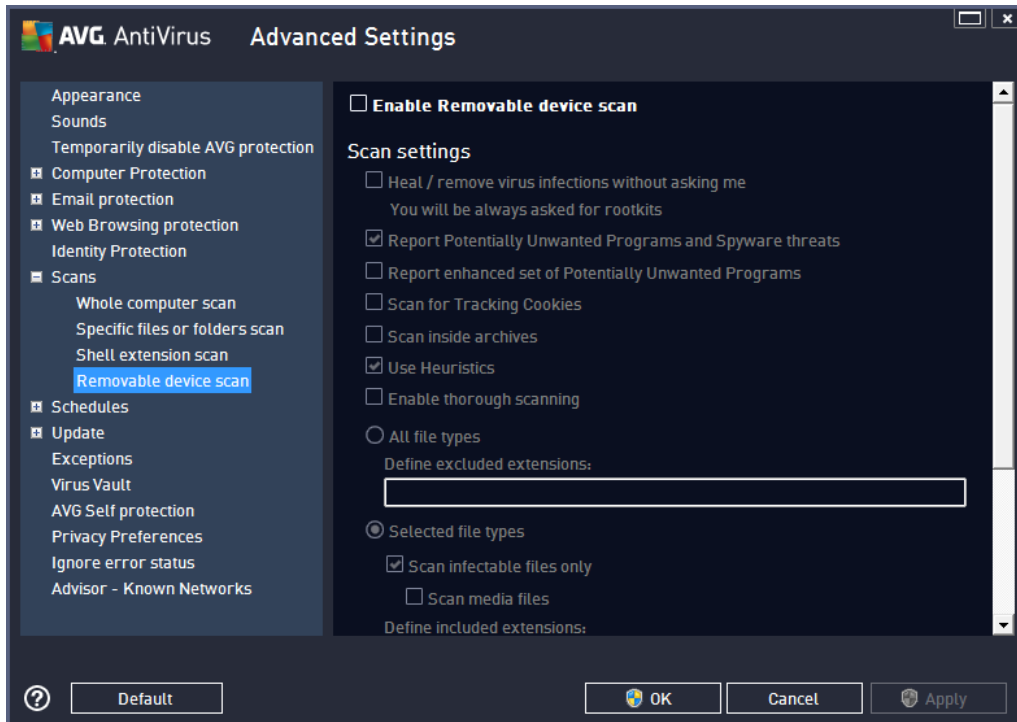 AVG AntiVirus Advanced Settings
Appearance
Sounds
Temporarily disable AVG protection
Computer Protection
Email protection
Web Browsing protection
Identity Protection
Scans
Whole computer scan
Specific files or folders scan
Shell extension scan
Removable device scan
Schedules
Update
Exceptions
Virus Vault
AVG Self protection
Privacy Preferences
Ignore error status
Advisor - Known Networks
Enable Removable device scan
Scan settings
Heal / remove virus infections without asking me
You will be always asked for rootkits
Report Potentially Unwanted Programs and Spyware threats
Report enhanced set of Potentially Unwanted Programs
Scan for Tracking Cookies
Scan inside archives
Use Heuristics
Enable thorough scanning
All file types
Define excluded extensions:
Selected file types
Scan infectable files only
Scan media files
Define included extensions:
Default
OK
Cancel
Apply